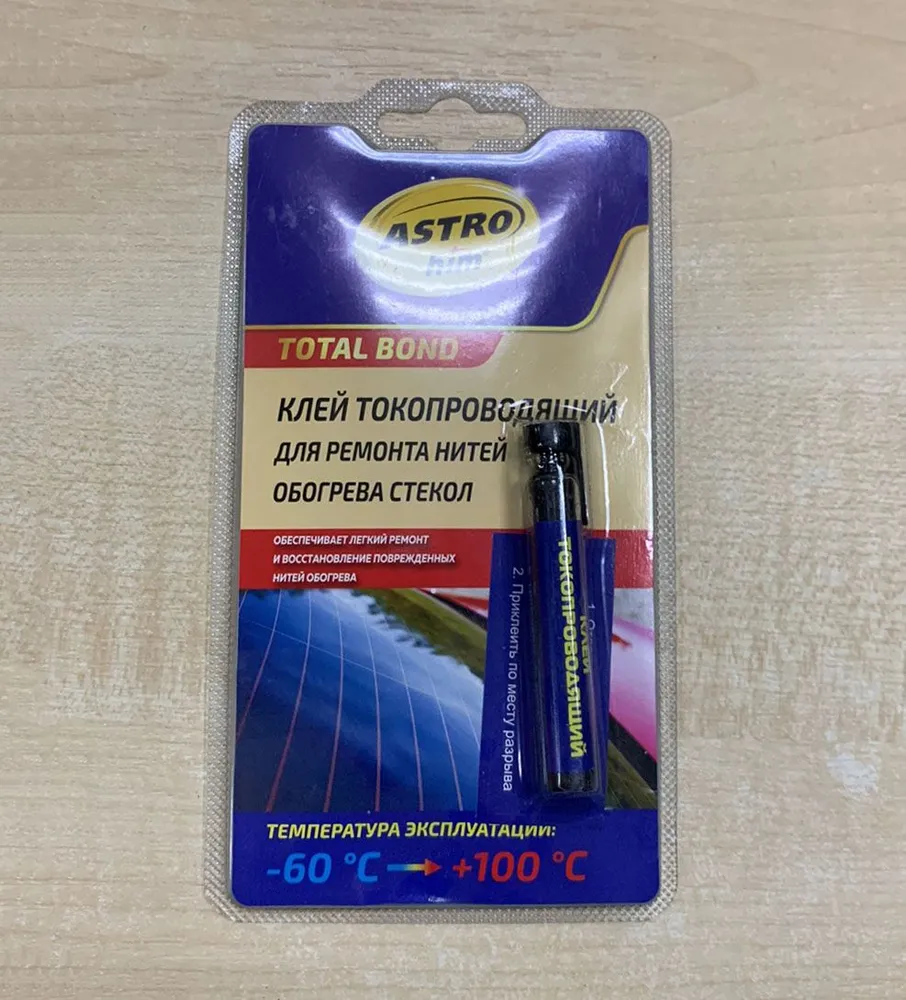 ASTRO
him
TOTAL BOND
КЛЕЙ ТОКОПРОВОДЯЩИЙ
ДЛЯ РЕМОНТА НИТЕЙ
ОБОГРЕВА СТЕКОЛ
ОБЕСПЕЧИВАЕТ ЛЕГКИЙ РЕМОНТ
И ВОССТАНОВЛЕНИЕ ПОВРЕЖДЕННЫХ
НИТЕЙ ОБОГРЕВА
КЛЕЙ
ТОКОПРОВОДЯЩИЙ
2. Приклеить по месту разрыва
ТЕМПЕРАТУРА ЭКСПЛУАТАЦИИ:
-60 °C +100 °C